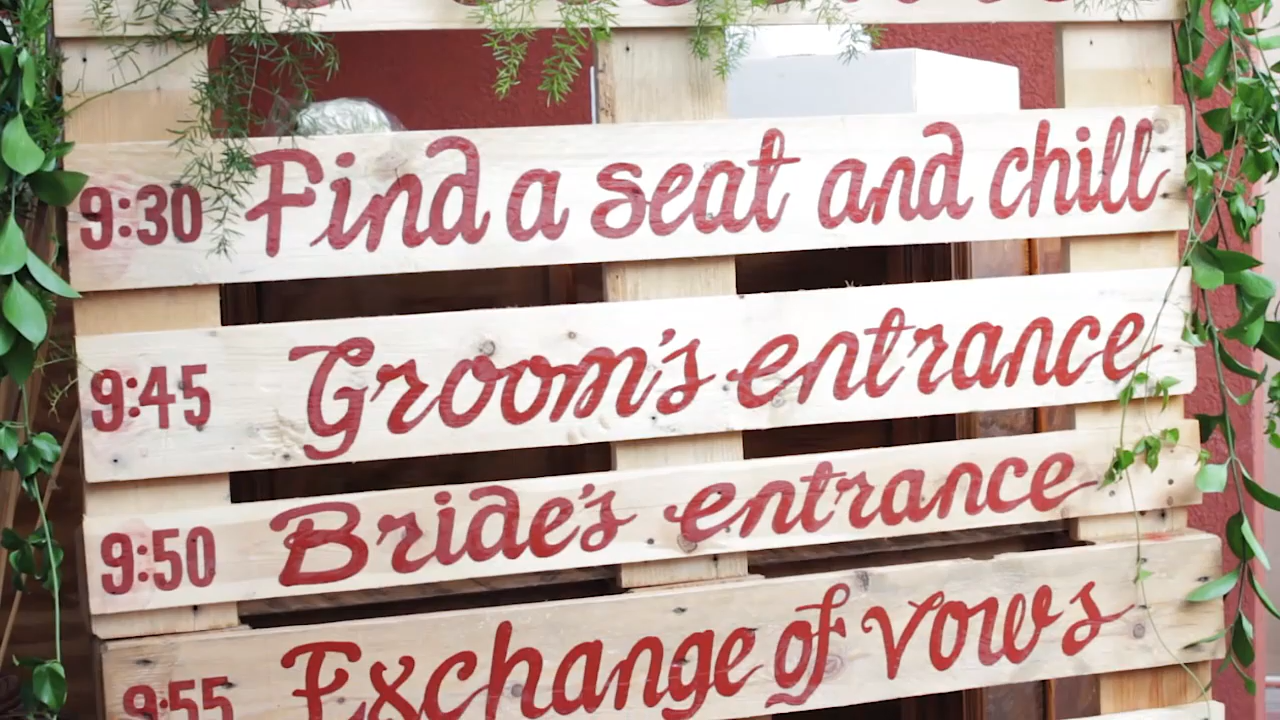 9:30 Find a seat and chill
9:45 Groom's entrance
9:50 Bride's entrance
9:55 Exchange of vows